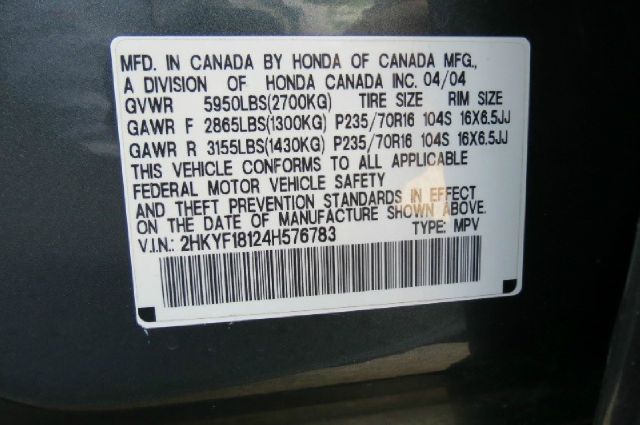 MFD. IN CANADA BY HONDA OF CANADA MFG.,
A DIVISION OF HONDA CANADA INC. 04/04
GVWR 5950LBS(2700KG) TIRE SIZE RIM SIZE
GAWR F 2865LBS(1300KG) P235/70R16 104S 16X6.5JJ
GAWR R 3155LBS(1430KG) P235/70R16 104S 16X6.5JJ
THIS VEHICLE CONFORMS TO ALL APPLICABLE
FEDERAL MOTOR VEHICLE SAFETY
AND THEFT PREVENTION STANDARDS IN EFFECT
ON THE DATE OF MANUFACTURE SHOWN ABOVE.
V.I.N.: 2HKYF18124H576783 TYPE: MPV